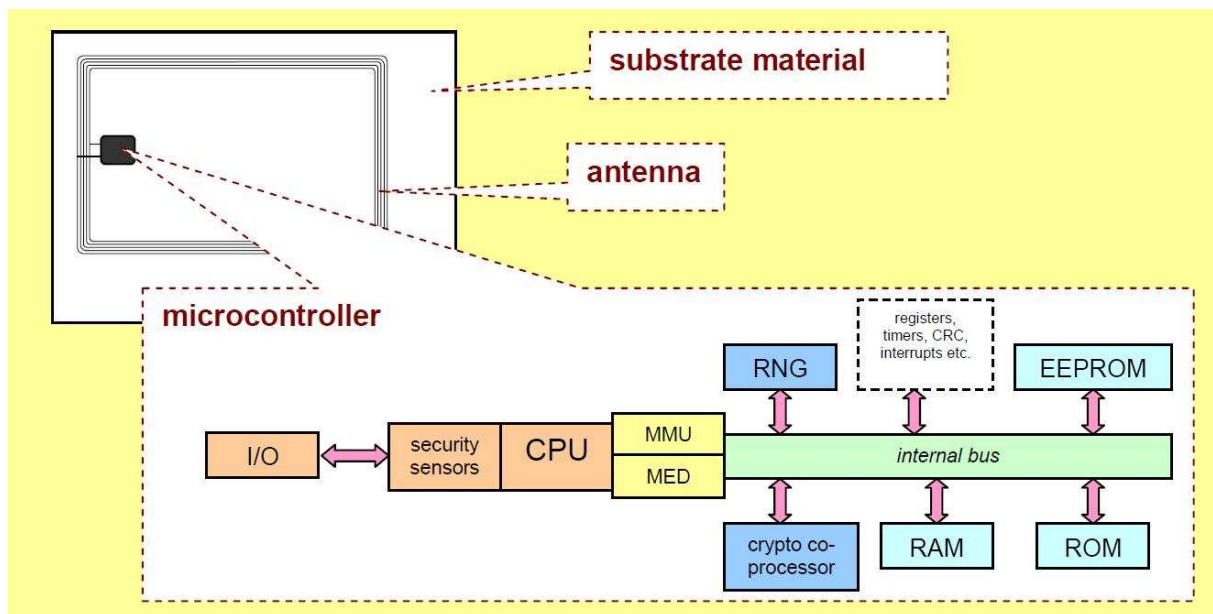 substrate material
antenna
microcontroller
registers,
timers, CRC,
interrupts etc.
RNG
EEPROM
I/O
security
sensors
CPU
MMU
MED
internal bus
crypto co-
processor
RAM
ROM